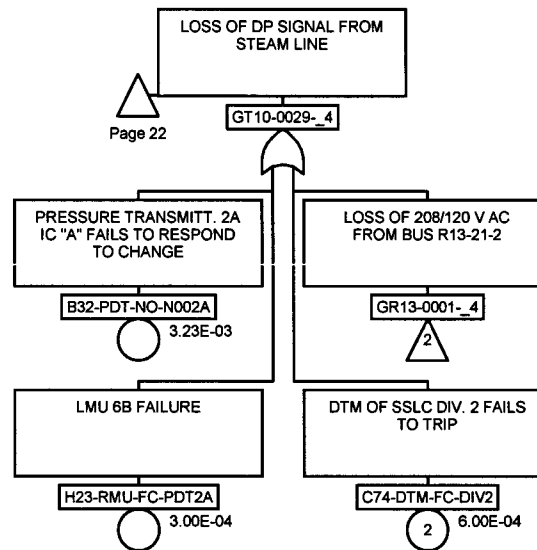 LOSS OF DP SIGNAL FROM
STEAM LINE
Page 22
GT10-0029-_4
PRESSURE TRANSMITT. 2A
IC "A" FAILS TO RESPOND
TO CHANGE
B32-PDT-NO-N002A
3.23E-03
LOSS OF 208/120 V AC
FROM BUS R13-21-2
GR13-0001-_4
2
LMU 6B FAILURE
H23-RMU-FC-PDT2A
3.00E-04
DTM OF SSLC DIV. 2 FAILS
TO TRIP
C74-DTM-FC-DIV2
2
6.00E-04